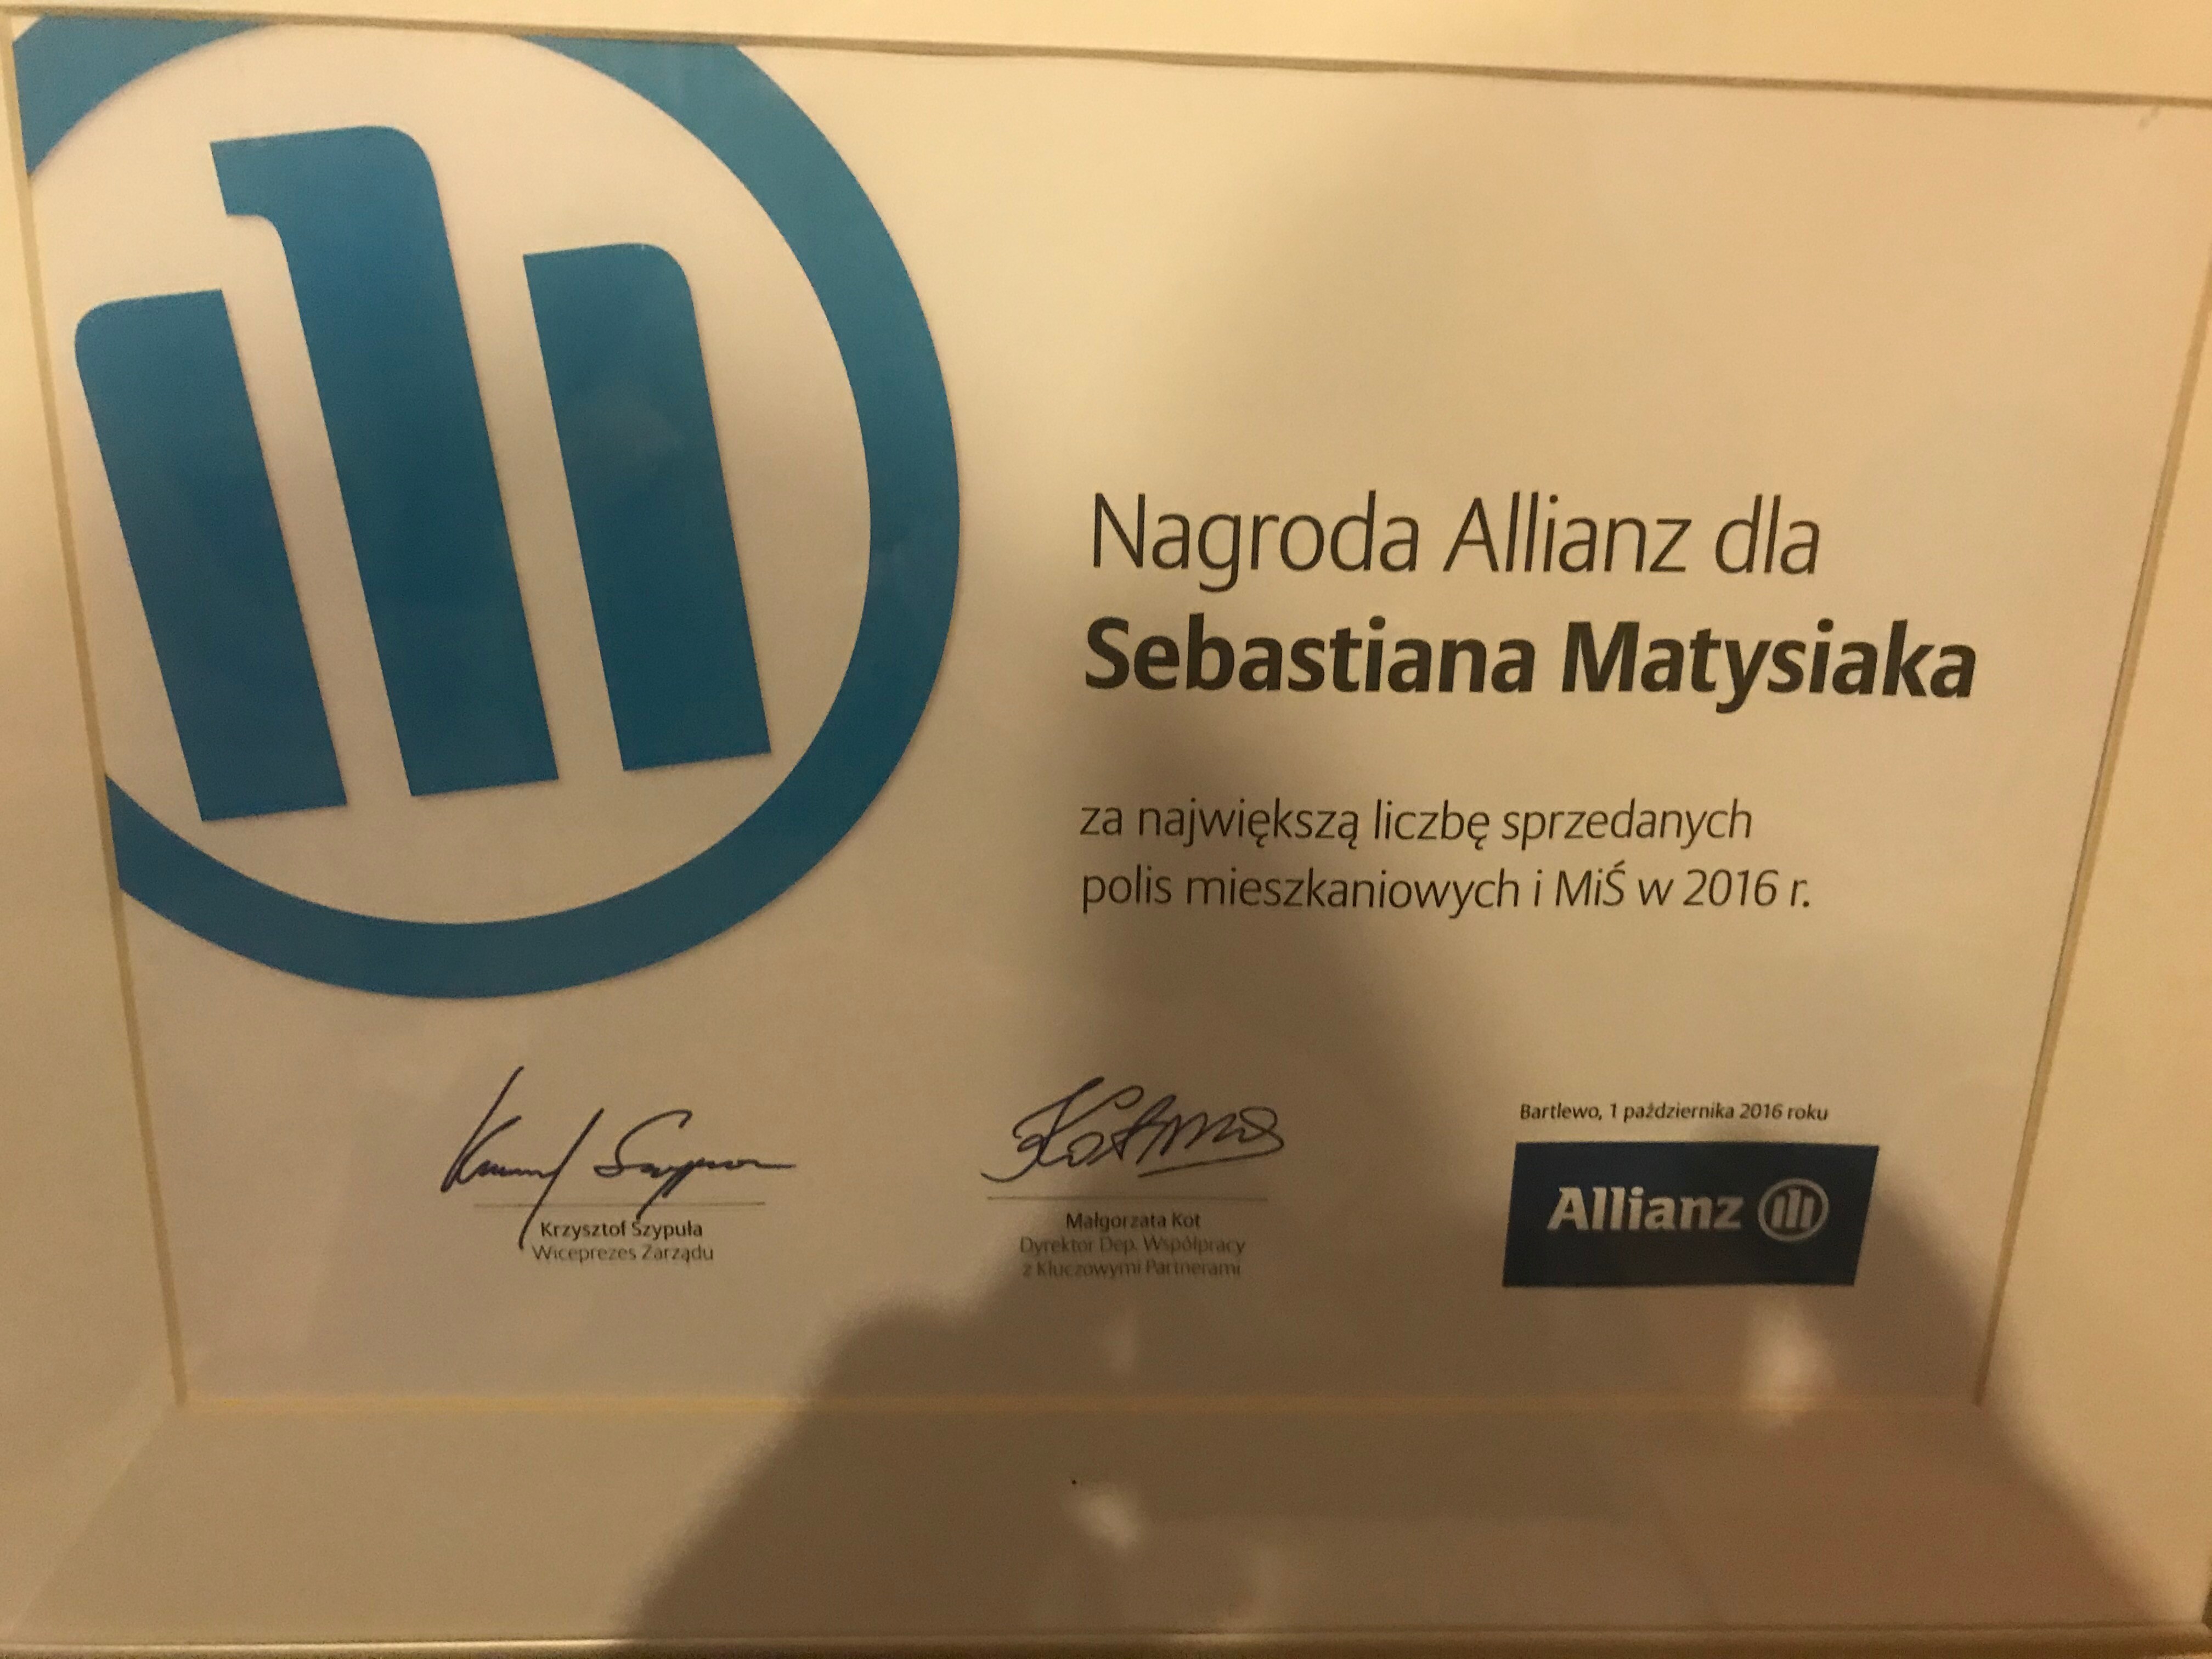 Nagroda Allianz dla
Sebastiana Matysiaka
za największą liczbę sprzedanych
polis mieszkaniowych i MiŚ w 2016 r.
Bartlewo, 1 października 2016 roku
Krzysztof Szypuła
Wiceprezes Zarządu
Małgorzata Kot
Dyrektor Dep. Współpracy
z Kluczowymi Partnerami
Allianz